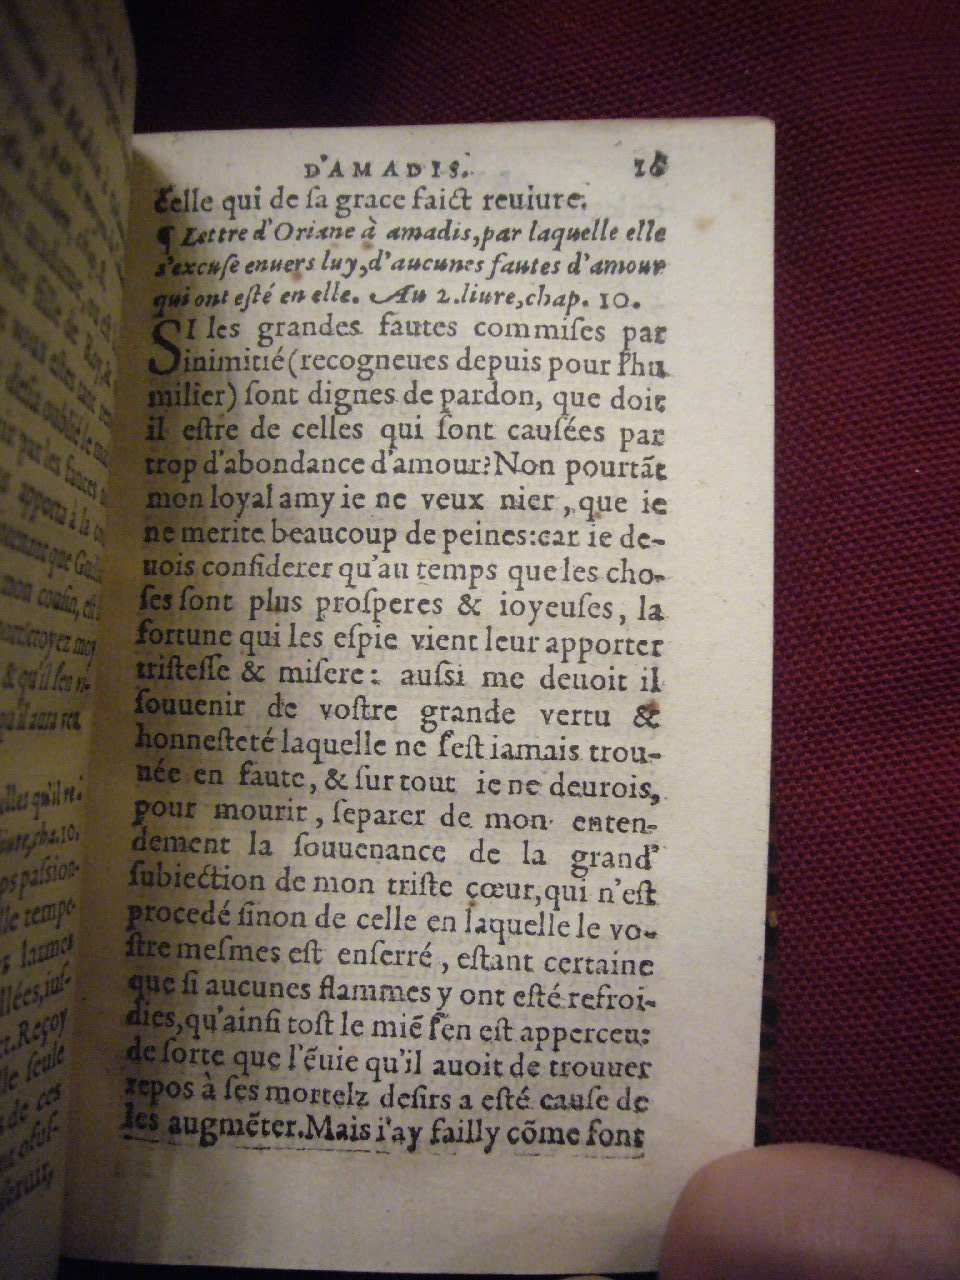 D'AMADIS. 16
celle qui de ſa grace faict reuiure.
¶ Lettre d'Oriane à amadis, par laquelle elle
s'excuſe enuers luy, d'aucunes fautes d'amour
qui ont eſté en elle. Au 2. liure, chap. 10.
SI les grandes fautes commiſes par
inimitié (recogneues depuis pour l'hu
milier) ſont dignes de pardon, que doit
il eſtre de celles qui ſont cauſées par
trop d'abondance d'amour? Non pourtāt
mon loyal amy ie ne veux nier, que ie
ne merite beaucoup de peines: car ie de-
uois conſiderer qu'au temps que les cho-
ſes ſont plus proſperes & ioyeuſes, la
fortune qui les eſpie vient leur apporter
triſteſſe & miſere: auſſi me deuoit il
ſouuenir de voſtre grande vertu &
honneſteté laquelle ne ſ'eſt iamais trou-
uée en faute, & ſur tout ie ne deurois,
pour mourir, ſeparer de mon enten-
dement la ſouuenance de la grand'
ſubiection de mon triſte cœur, qui n'eſt
procedé ſinon de celle en laquelle le vo-
ſtre meſmes eſt enſerré, eſtant certaine
que ſi aucunes flammes y ont eſté refroi-
dies, qu'ainſi toſt le miē ſ'en eſt apperceu:
de ſorte que l'ēuie qu'il auoit de trouuer
repos à ſes mortelz deſirs a eſté cauſe de
les augmēter. Mais i'ay failly cōme font